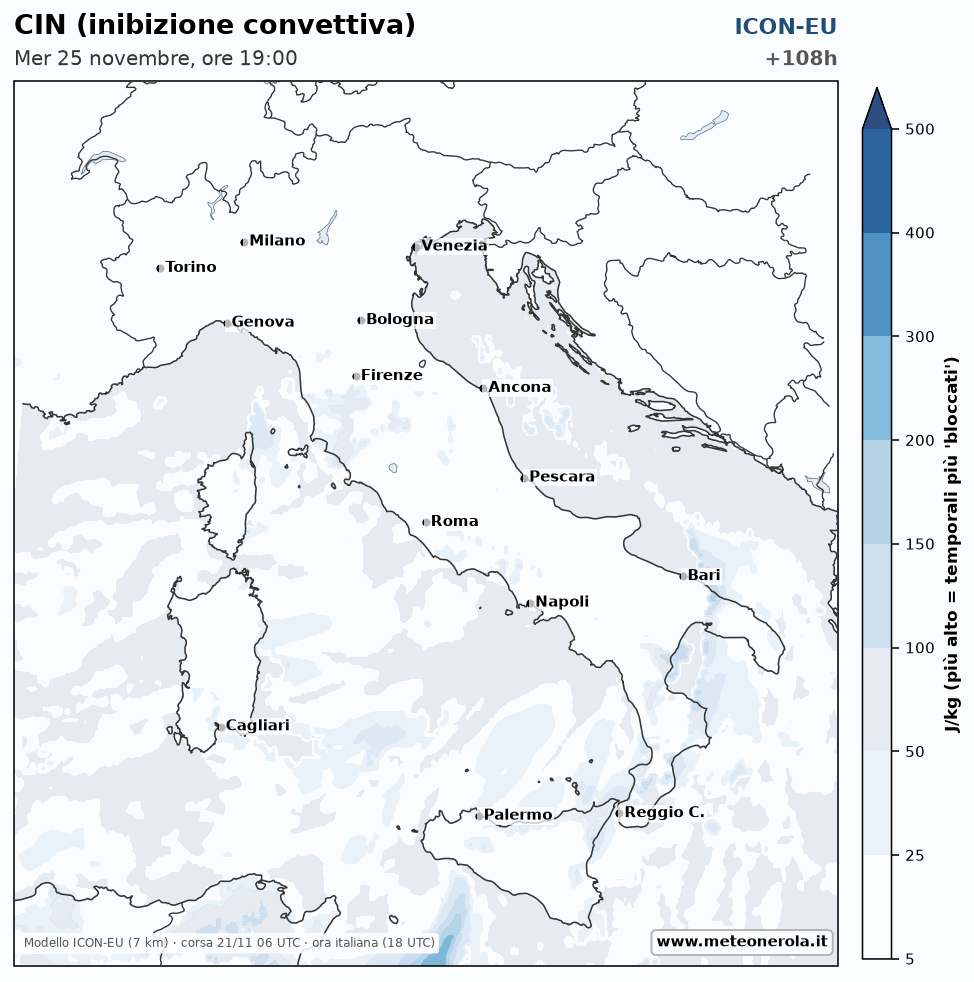 CIN (inibizione convettiva)
ICON-EU
Mer 25 novembre, ore 19:00
+108h
500
400
300
200
150
100
50
25
5
J/kg (più alto = temporali più 'bloccati')
Milano
Venezia
Torino
Genova
Bologna
Firenze
Ancona
Pescara
Roma
Bari
Napoli
Cagliari
Palermo
Reggio C.
Modello ICON-EU (7 km) · corsa 21/11 06 UTC · ora italiana (18 UTC)
www.meteonerola.it